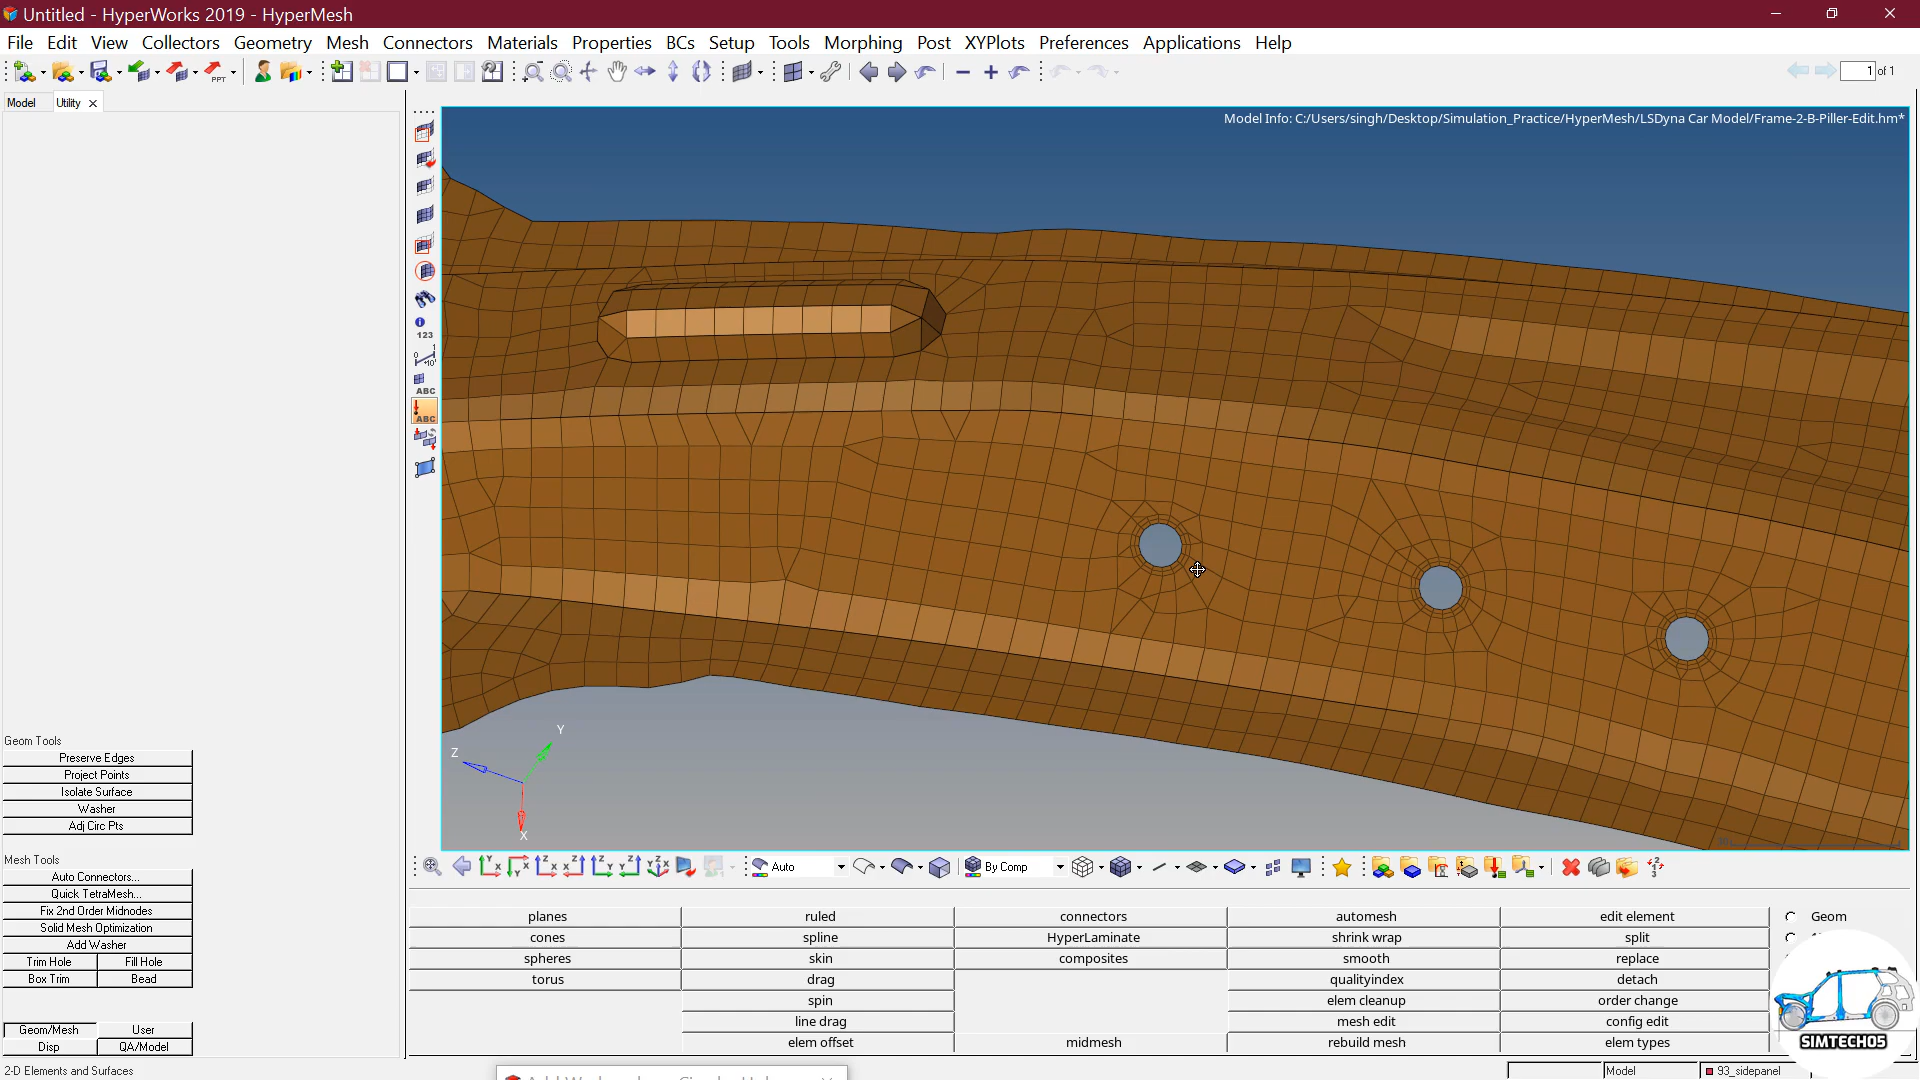 Untitled - HyperWorks 2019 - HyperMesh
File Edit View Collectors Geometry Mesh Connectors Materials Properties BCs Setup Tools Morphing Post XYPlots Preferences Applications Help
PPT
1 of 1
Model Utility
Model Info: C:/Users/singh/Desktop/Simulation_Practice/HyperMesh/LSDyna Car Model/Frame-2-B-Piller-Edit.hm*
123
ABC
ABC
Y
Z
X
Geom Tools
Preserve Edges
Project Points
Isolate Surface
Washer
Adj Circ Pts
Mesh Tools
Auto Connectors...
Quick TetraMesh...
Fix 2nd Order Midnodes
Solid Mesh Optimization
Add Washer
Trim Hole Fill Hole
Box Trim Bead
Geom/Mesh User
Disp QA/Model
Auto By Comp
planes ruled connectors automesh edit element Geom
cones spline HyperLaminate shrink wrap split
spheres skin composites smooth replace
torus drag qualityindex detach
spin elem cleanup order change
line drag mesh edit config edit
elem offset midmesh rebuild mesh elem types
SIMTECH05
2-D Elements and Surfaces
Model 93_sidepanel